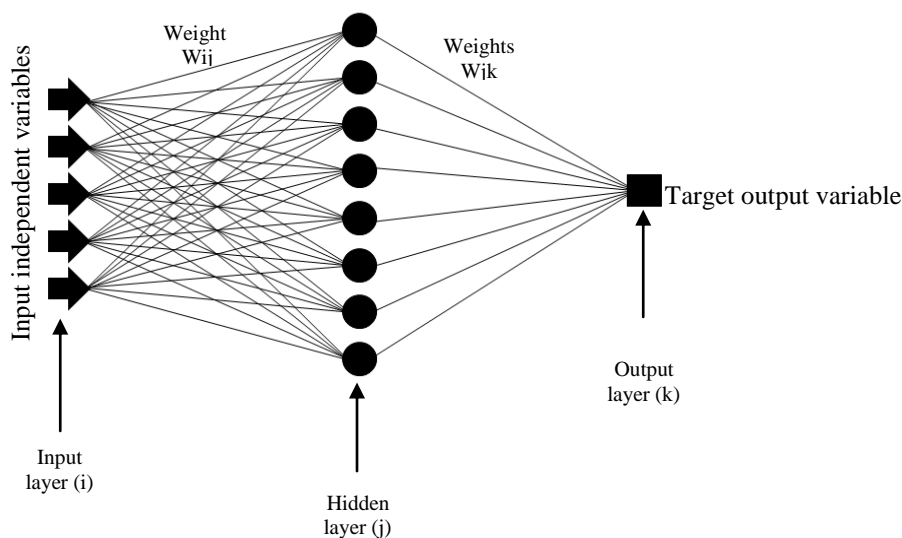 Weight
Wij
Weights
Wjk
Input independent variables
Target output variable
Input
layer (i)
Hidden
layer (j)
Output
layer (k)